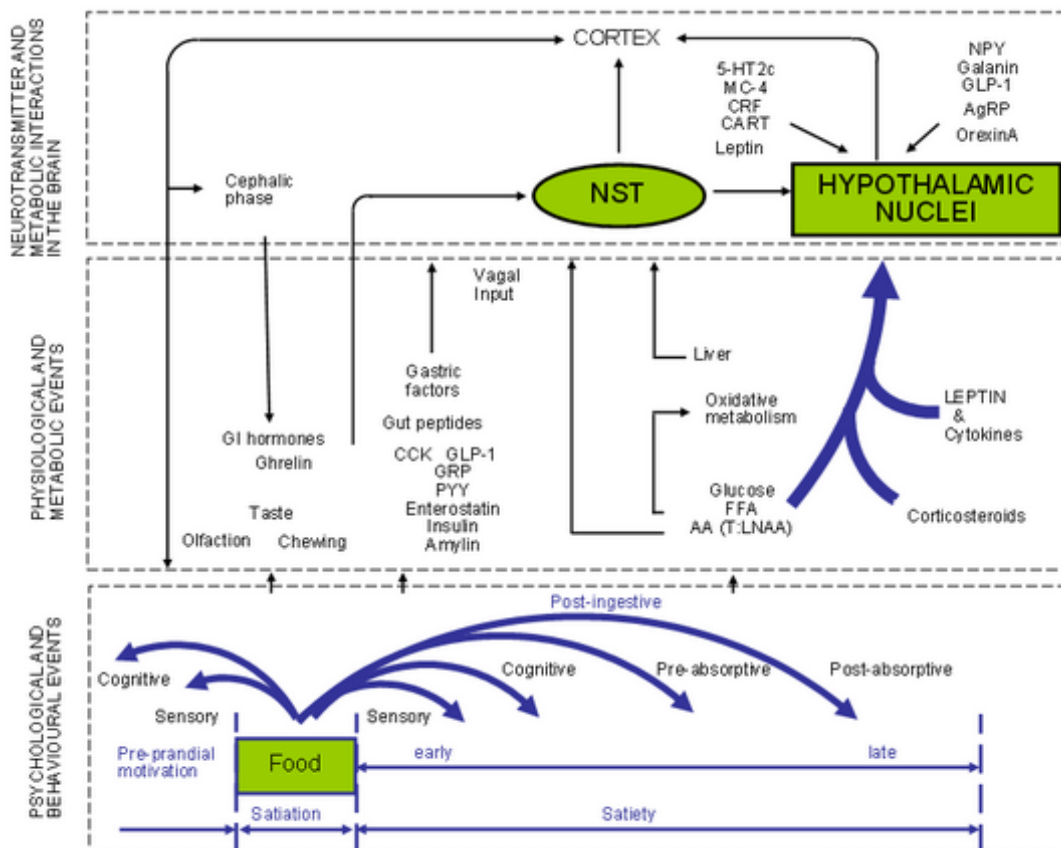 NEUROTRANSMITTER AND
METABOLIC INTERACTIONS
IN THE BRAIN
CORTEX
5-HT2c
MC-4
CRF
CART
Leptin
NPY
Galanin
GLP-1
AgRP
OrexinA
Cephalic
phase
NST
HYPOTHALAMIC
NUCLEI
PHYSIOLOGICAL AND
METABOLIC EVENTS
Vagal
Input
Gastric
factors
Gut peptides
CCK GLP-1
GRP
PYY
Enterostatin
Insulin
Amylin
GI hormones
Ghrelin
Taste
Olfaction Chewing
Liver
Oxidative
metabolism
Glucose
FFA
AA (T:LNAA)
LEPTIN
&
Cytokines
Corticosteroids
PSYCHOLOGICAL AND
BEHAVIOURAL EVENTS
Post-ingestive
Cognitive
Sensory
Sensory
Cognitive
Pre-absorptive
Post-absorptive
Pre-prandial
motivation
Food
early
late
Satiation
Satiety